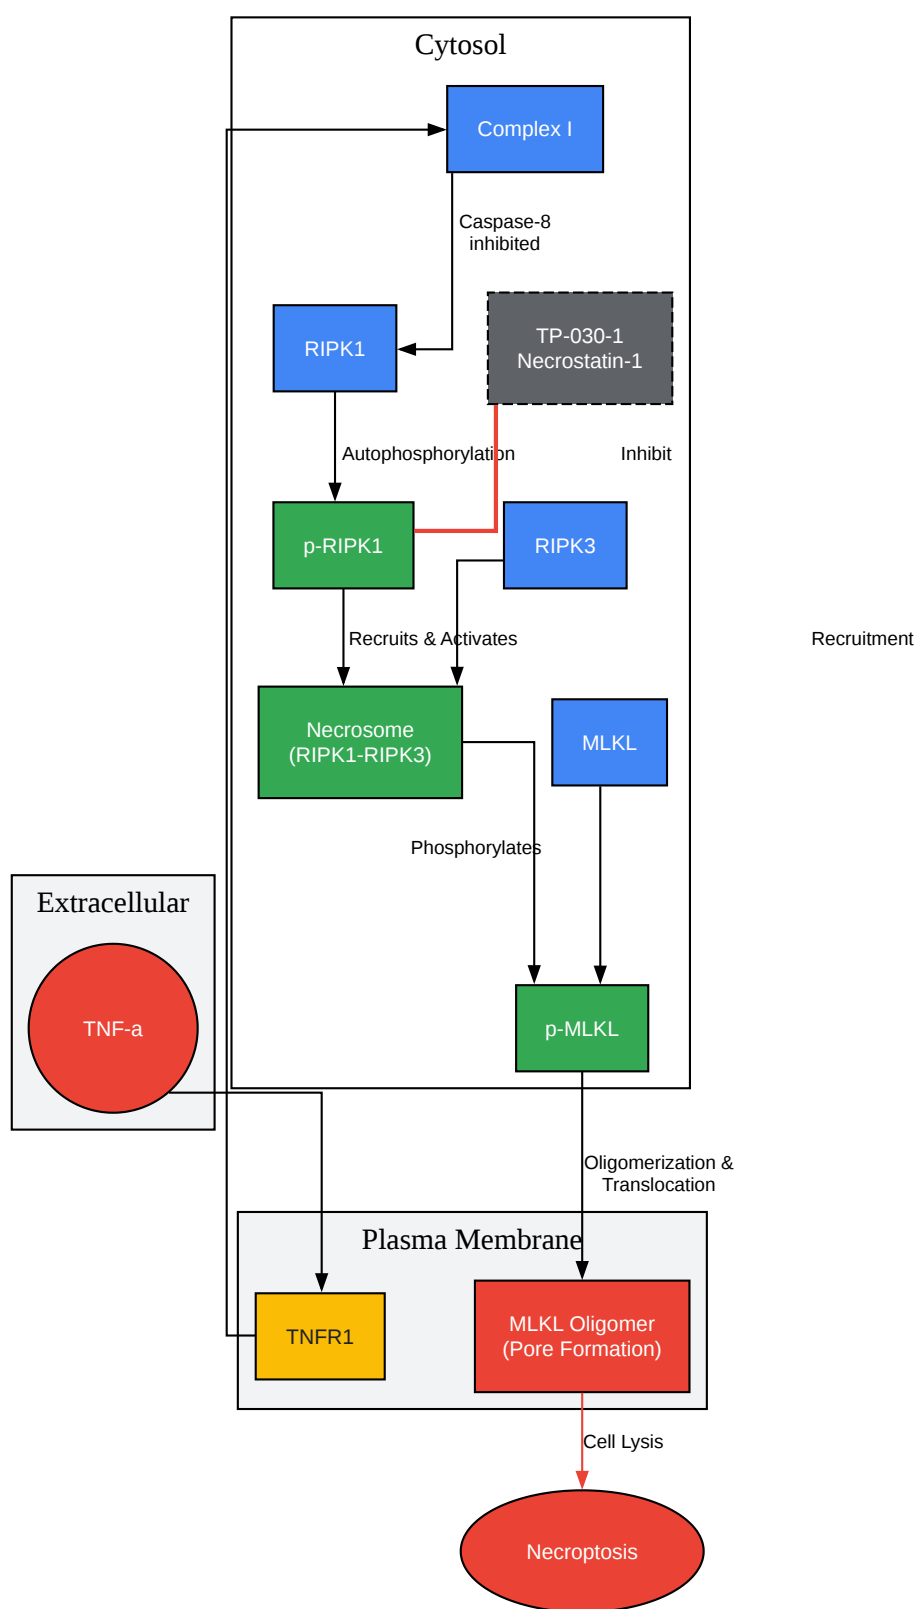 Cytosol
Complex I
Caspase-8
inhibited
RIPK1
TP-030-1
Necrostatin-1
Autophosphorylation
Inhibit
p-RIPK1
RIPK3
Recruits & Activates
Recruitment
Necrosome
(RIPK1-RIPK3)
MLKL
Phosphorylates
Extracellular
TNF-a
p-MLKL
Oligomerization &
Translocation
Plasma Membrane
TNFR1
MLKL Oligomer
(Pore Formation)
Cell Lysis
Necroptosis